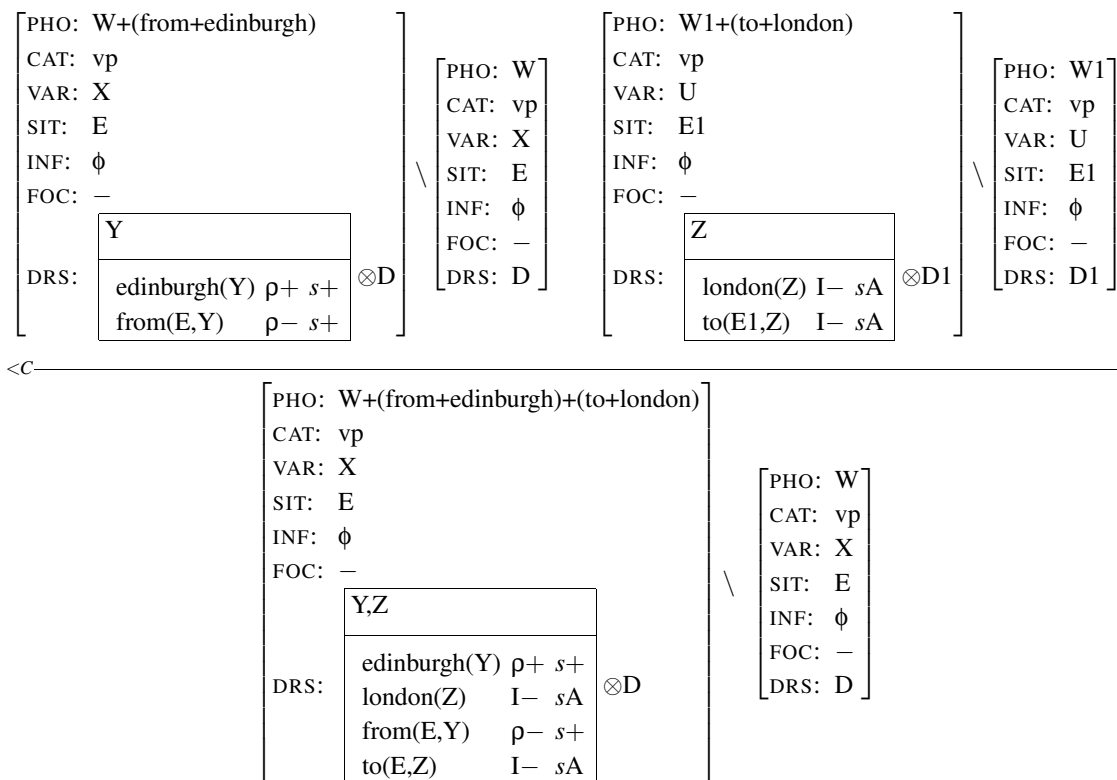 PHO: W+(from+edinburgh)
CAT: vp
VAR: X
SIT: E
INF: φ
FOC: −
DRS:
Y
edinburgh(Y) ρ+ s+
from(E,Y) ρ− s+
⊗D
\
PHO: W
CAT: vp
VAR: X
SIT: E
INF: φ
FOC: −
DRS: D
PHO: W1+(to+london)
CAT: vp
VAR: U
SIT: E1
INF: φ
FOC: −
DRS:
Z
london(Z) I− sA
to(E1,Z) I− sA
⊗D1
\
PHO: W1
CAT: vp
VAR: U
SIT: E1
INF: φ
FOC: −
DRS: D1
<C
PHO: W+(from+edinburgh)+(to+london)
CAT: vp
VAR: X
SIT: E
INF: φ
FOC: −
DRS:
Y,Z
edinburgh(Y) ρ+ s+
london(Z) I− sA
from(E,Y) ρ− s+
to(E,Z) I− sA
⊗D
\
PHO: W
CAT: vp
VAR: X
SIT: E
INF: φ
FOC: −
DRS: D